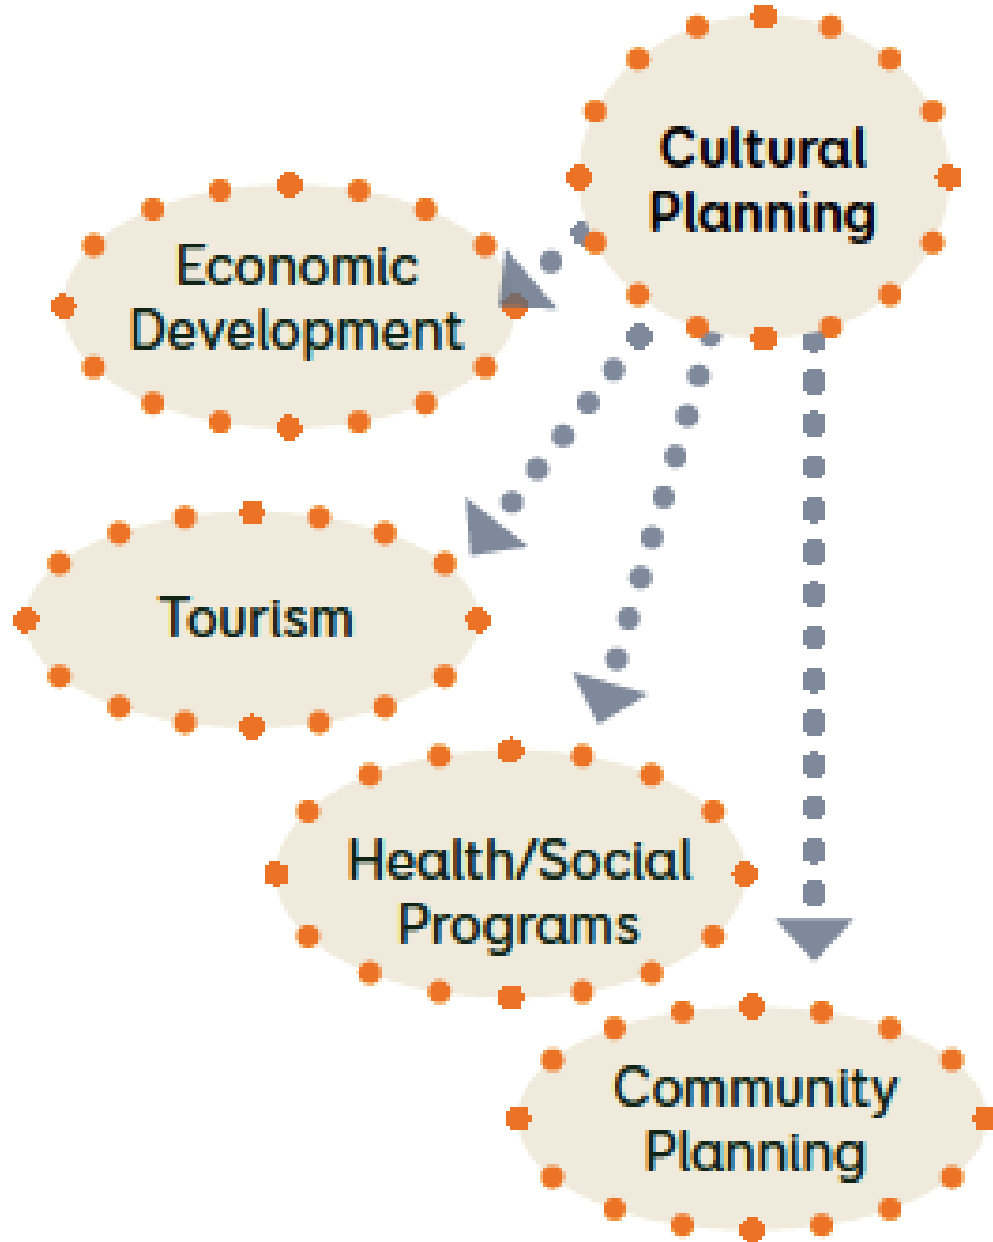 Cultural
Planning
Economic
Development
Tourism
Health/Social
Programs
Community
Planning